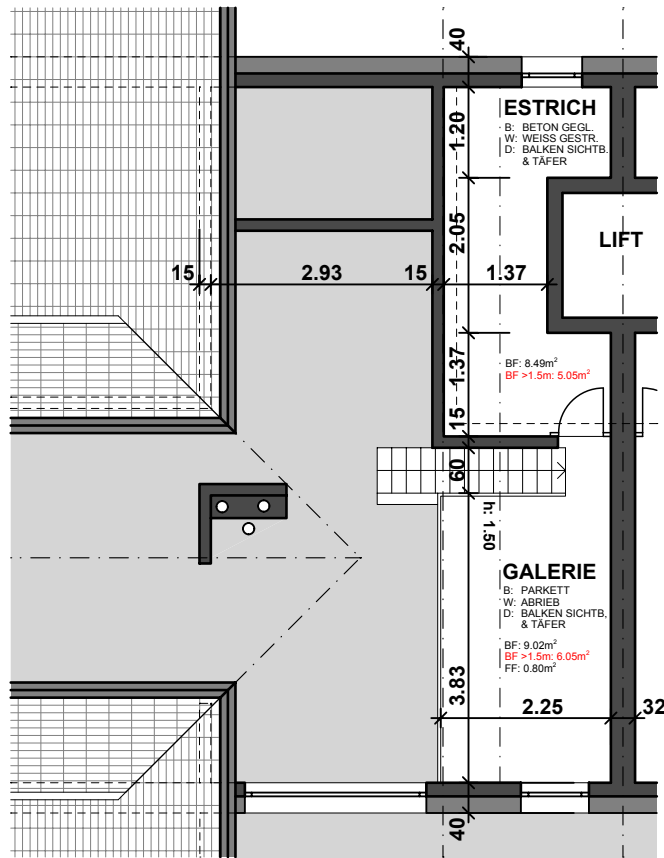 40
ESTRICH
B: BETON GEGL.
W: WEISS GESTR.
D: BALKEN SICHTB.
& TÄFER
1.20
2.05
LIFT
15
2.93
15
1.37
1.37
BF: 8.49m²
BF >1.5m: 5.05m²
15
60
h: 1.50
GALERIE
B: PARKETT
W: ABRIEB
D: BALKEN SICHTB,
& TÄFER
BF: 9.02m²
BF >1.5m: 6.05m²
FF: 0.80m²
3.83
2.25
32
40